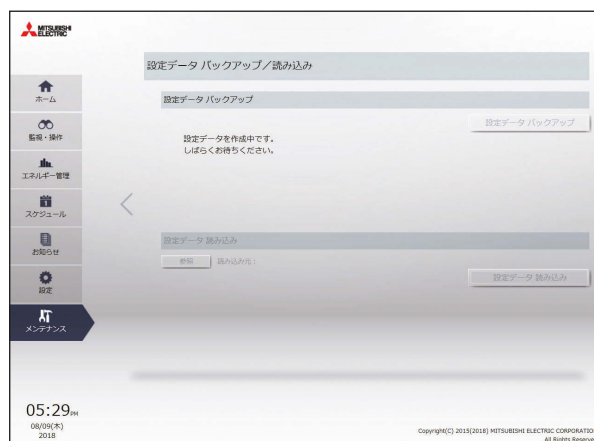 MITSUBISHI
ELECTRIC
設定データ バックアップ／読み込み
ホーム
監視・操作
エネルギー管理
スケジュール
お知らせ
設定
メンテナンス
設定データ バックアップ
設定データ バックアップ
設定データを作成中です。
しばらくお待ちください。
設定データ 読み込み
参照
読み込み元：
設定データ 読み込み
05:29PM
08/09(木)
2018
Copyright(C) 2015(2018) MITSUBISHI ELECTRIC CORPORATIO
All Rights Reserve